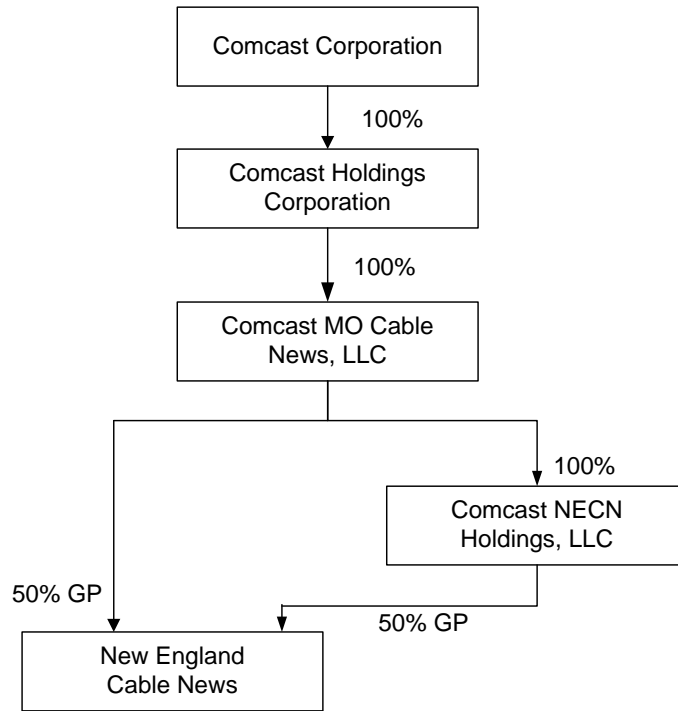 Comcast Corporation
100%
Comcast Holdings
Corporation
100%
Comcast MO Cable
News, LLC
100%
Comcast NECN
Holdings, LLC
50% GP
50% GP
New England
Cable News